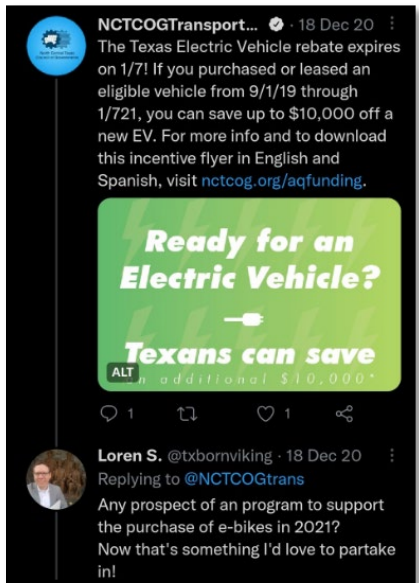 NCTCOGTransport... · 18 Dec 20
The Texas Electric Vehicle rebate expires
on 1/7! If you purchased or leased an
eligible vehicle from 9/1/19 through
1/721, you can save up to $10,000 off a
new EV. For more info and to download
this incentive flyer in English and
Spanish, visit nctcog.org/aqfunding.
Ready for an
Electric Vehicle?
Texans can save
ALT
an additional $10,000*
1
1
Loren S. @txbornviking · 18 Dec 20
Replying to @NCTCOGtrans
Any prospect of an program to support
the purchase of e-bikes in 2021?
Now that's something I'd love to partake
in!